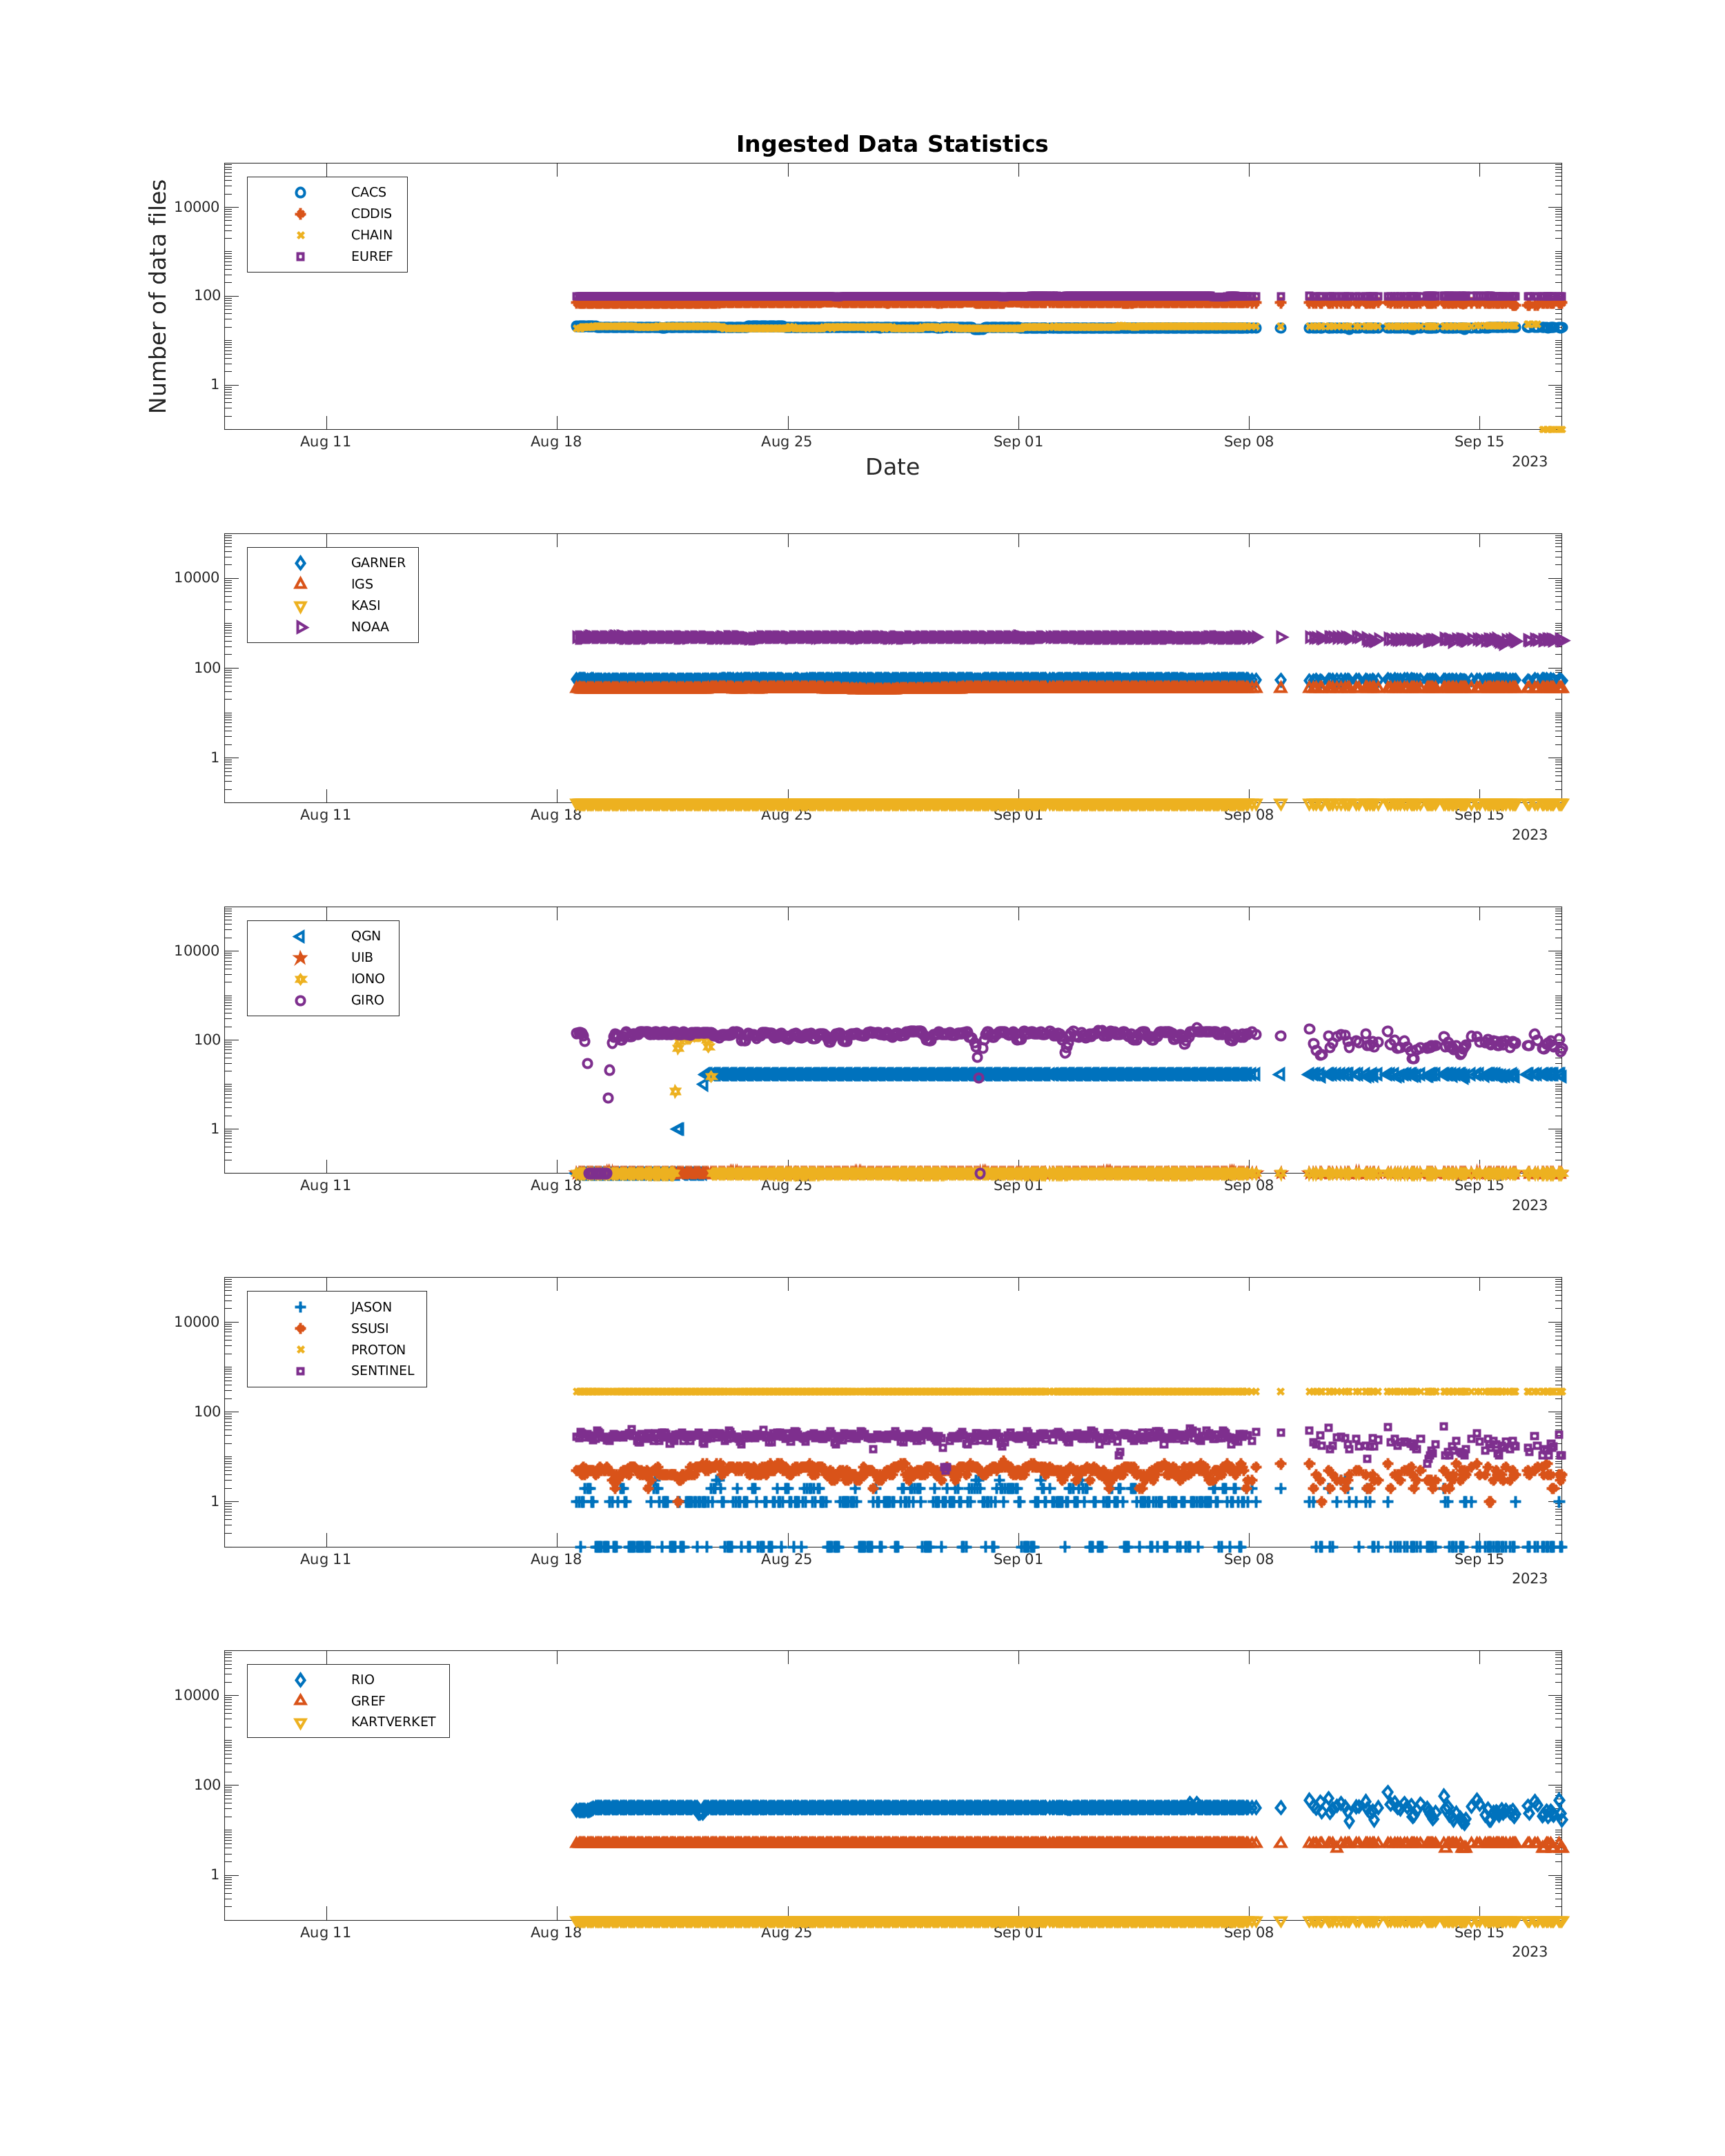 Ingested Data Statistics
Number of data files
CACS
CDDIS
CHAIN
EUREF
10000
100
1
Aug 11 Aug 18 Aug 25 Sep 01 Sep 08 Sep 15
2023
Date
GARNER
IGS
KASI
NOAA
10000
100
1
Aug 11 Aug 18 Aug 25 Sep 01 Sep 08 Sep 15
2023
QGN
UIB
IONO
GIRO
10000
100
1
Aug 11 Aug 18 Aug 25 Sep 01 Sep 08 Sep 15
2023
JASON
SSUSI
PROTON
SENTINEL
10000
100
1
Aug 11 Aug 18 Aug 25 Sep 01 Sep 08 Sep 15
2023
RIO
GREF
KARTVERKET
10000
100
1
Aug 11 Aug 18 Aug 25 Sep 01 Sep 08 Sep 15
2023